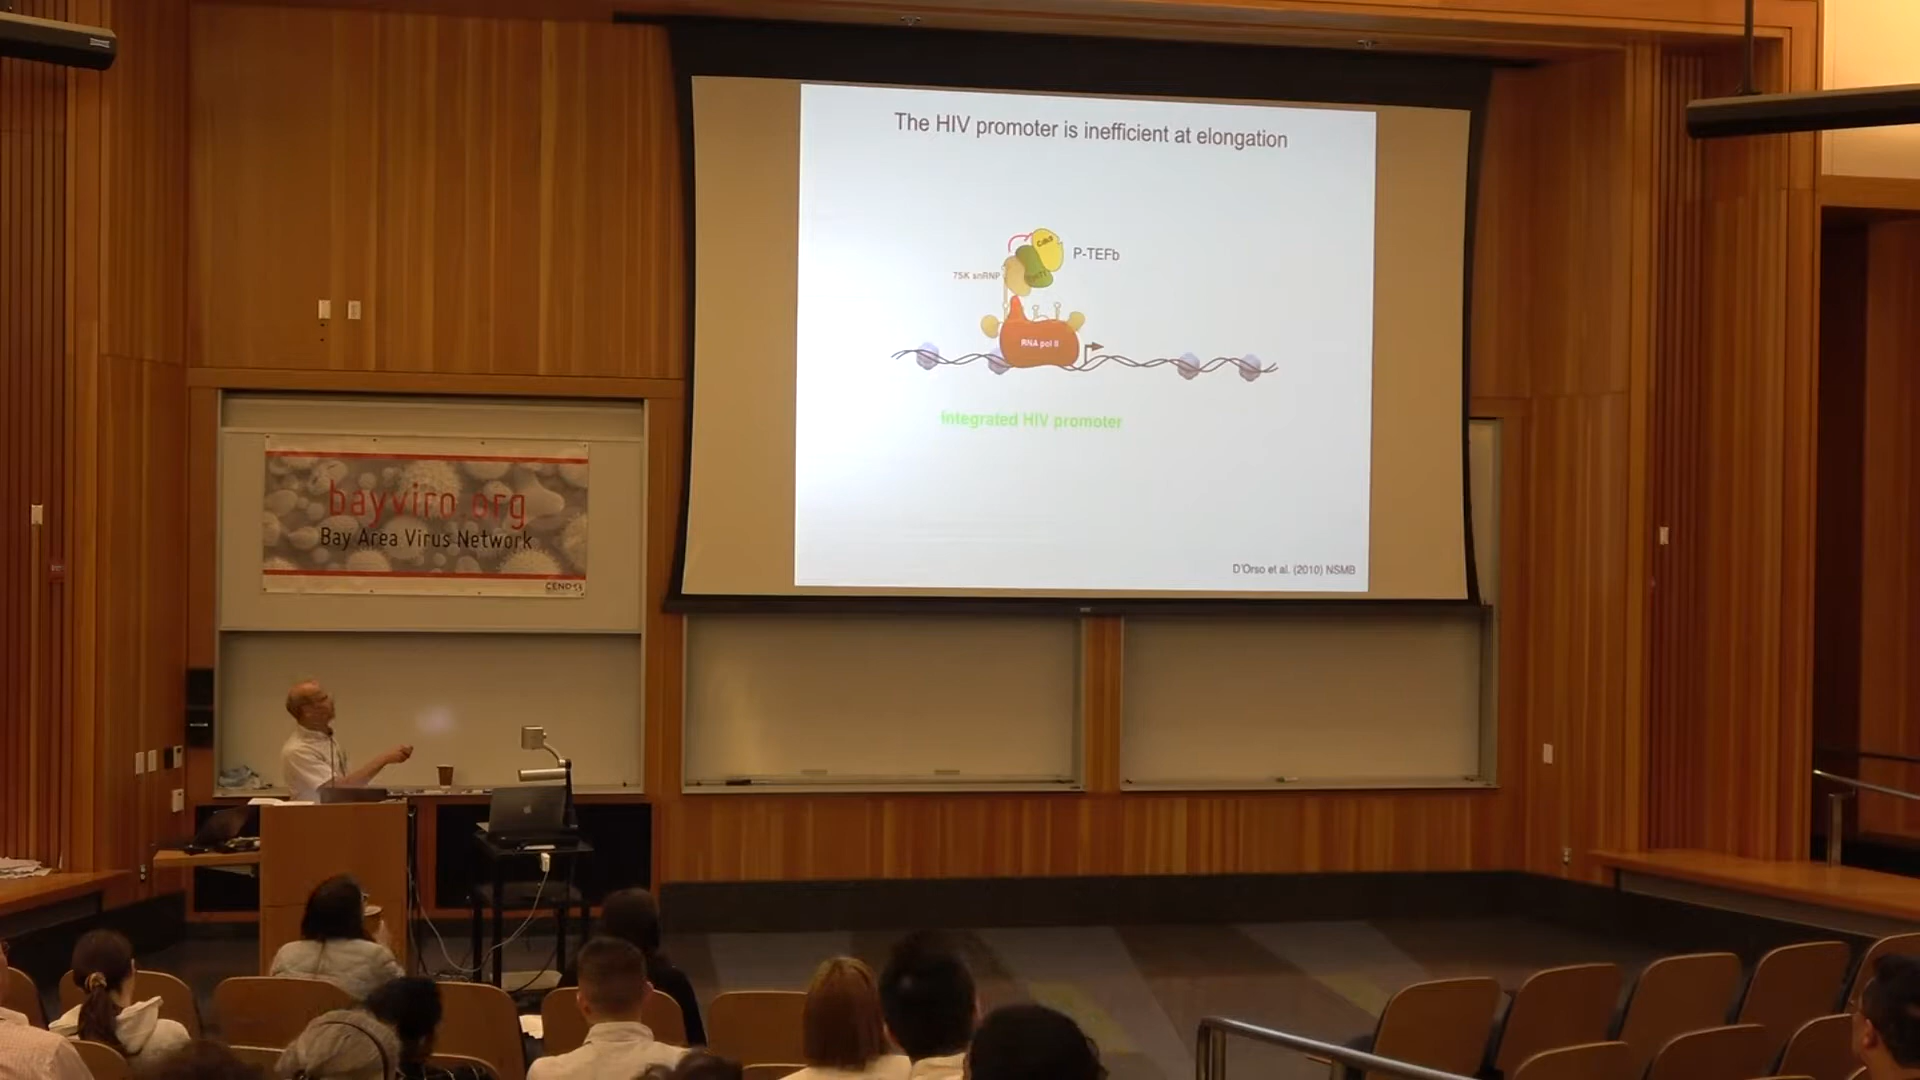 The HIV promoter is inefficient at elongation
Cdk9
P-TEFb
7SK snRNP
RNA pol II
Integrated HIV promoter
D'Orso et al. (2010) NSMB
bayviro.org
Bay Area Virus Network